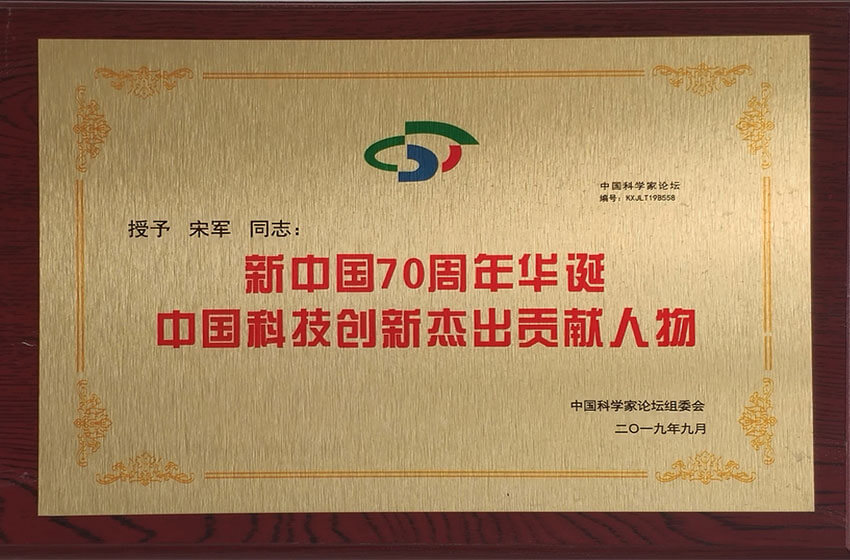 中国科学家论坛
编号：KXJLT19B558
授予 宋军 同志：
新中国70周年华诞
中国科技创新杰出贡献人物
中国科学家论坛组委会
二〇一九年九月